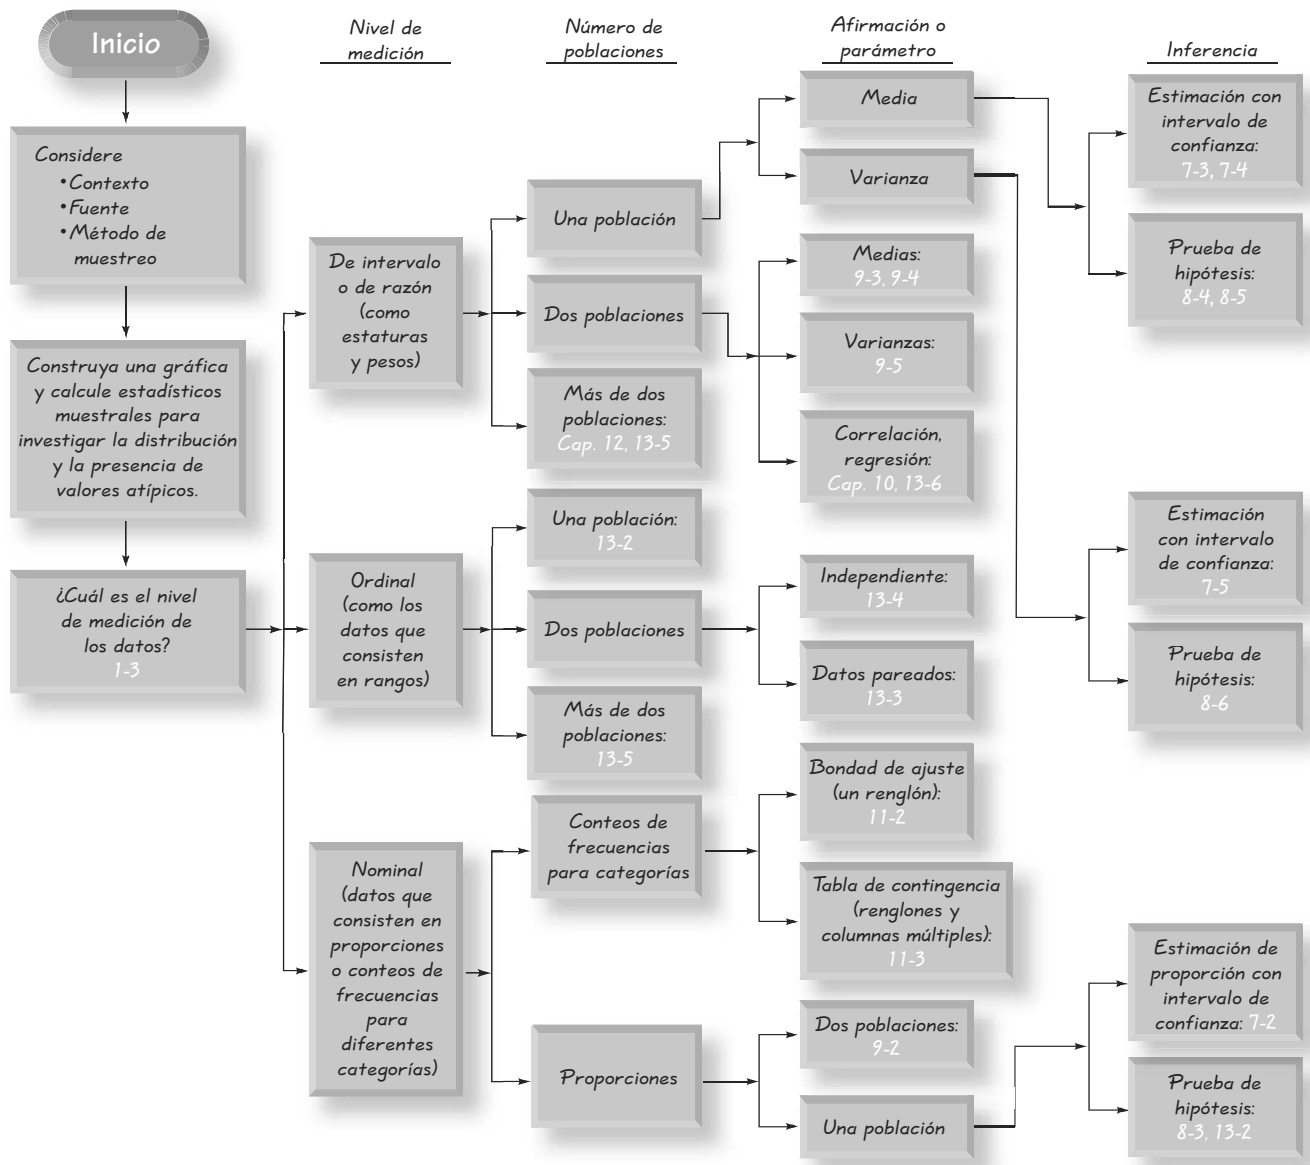 Inicio
Considere
•Contexto
•Fuente
•Método de
muestreo
Construya una gráfica
y calcule estadísticos
muestrales para
investigar la distribución
y la presencia de
valores atípicos.
¿Cuál es el nivel
de medición de
los datos?
1-3
Nivel de
medición
De intervalo
o de razón
(como
estaturas
y pesos)
Ordinal
(como los
datos que
consisten
en rangos)
Nominal
(datos que
consisten en
proporciones
o conteos de
frecuencias
para
diferentes
categorías)
Número de
poblaciones
Una población
Dos poblaciones
Más de dos
poblaciones:
Cap. 12, 13-5
Una población:
13-2
Dos poblaciones
Más de dos
poblaciones:
13-5
Conteos de
frecuencias
para categorías
Proporciones
Afirmación o
parámetro
Media
Varianza
Medias:
9-3, 9-4
Varianzas:
9-5
Correlación,
regresión:
Cap. 10, 13-6
Independiente:
13-4
Datos pareados:
13-3
Bondad de ajuste
(un renglón):
11-2
Tabla de contingencia
(renglones y
columnas múltiples):
11-3
Dos poblaciones:
9-2
Una población
Inferencia
Estimación con
intervalo de
confianza:
7-3, 7-4
Prueba de
hipótesis:
8-4, 8-5
Estimación
con intervalo
de confianza:
7-5
Prueba de
hipótesis:
8-6
Estimación de
proporción con
intervalo de
confianza: 7-2
Prueba de
hipótesis:
8-3, 13-2